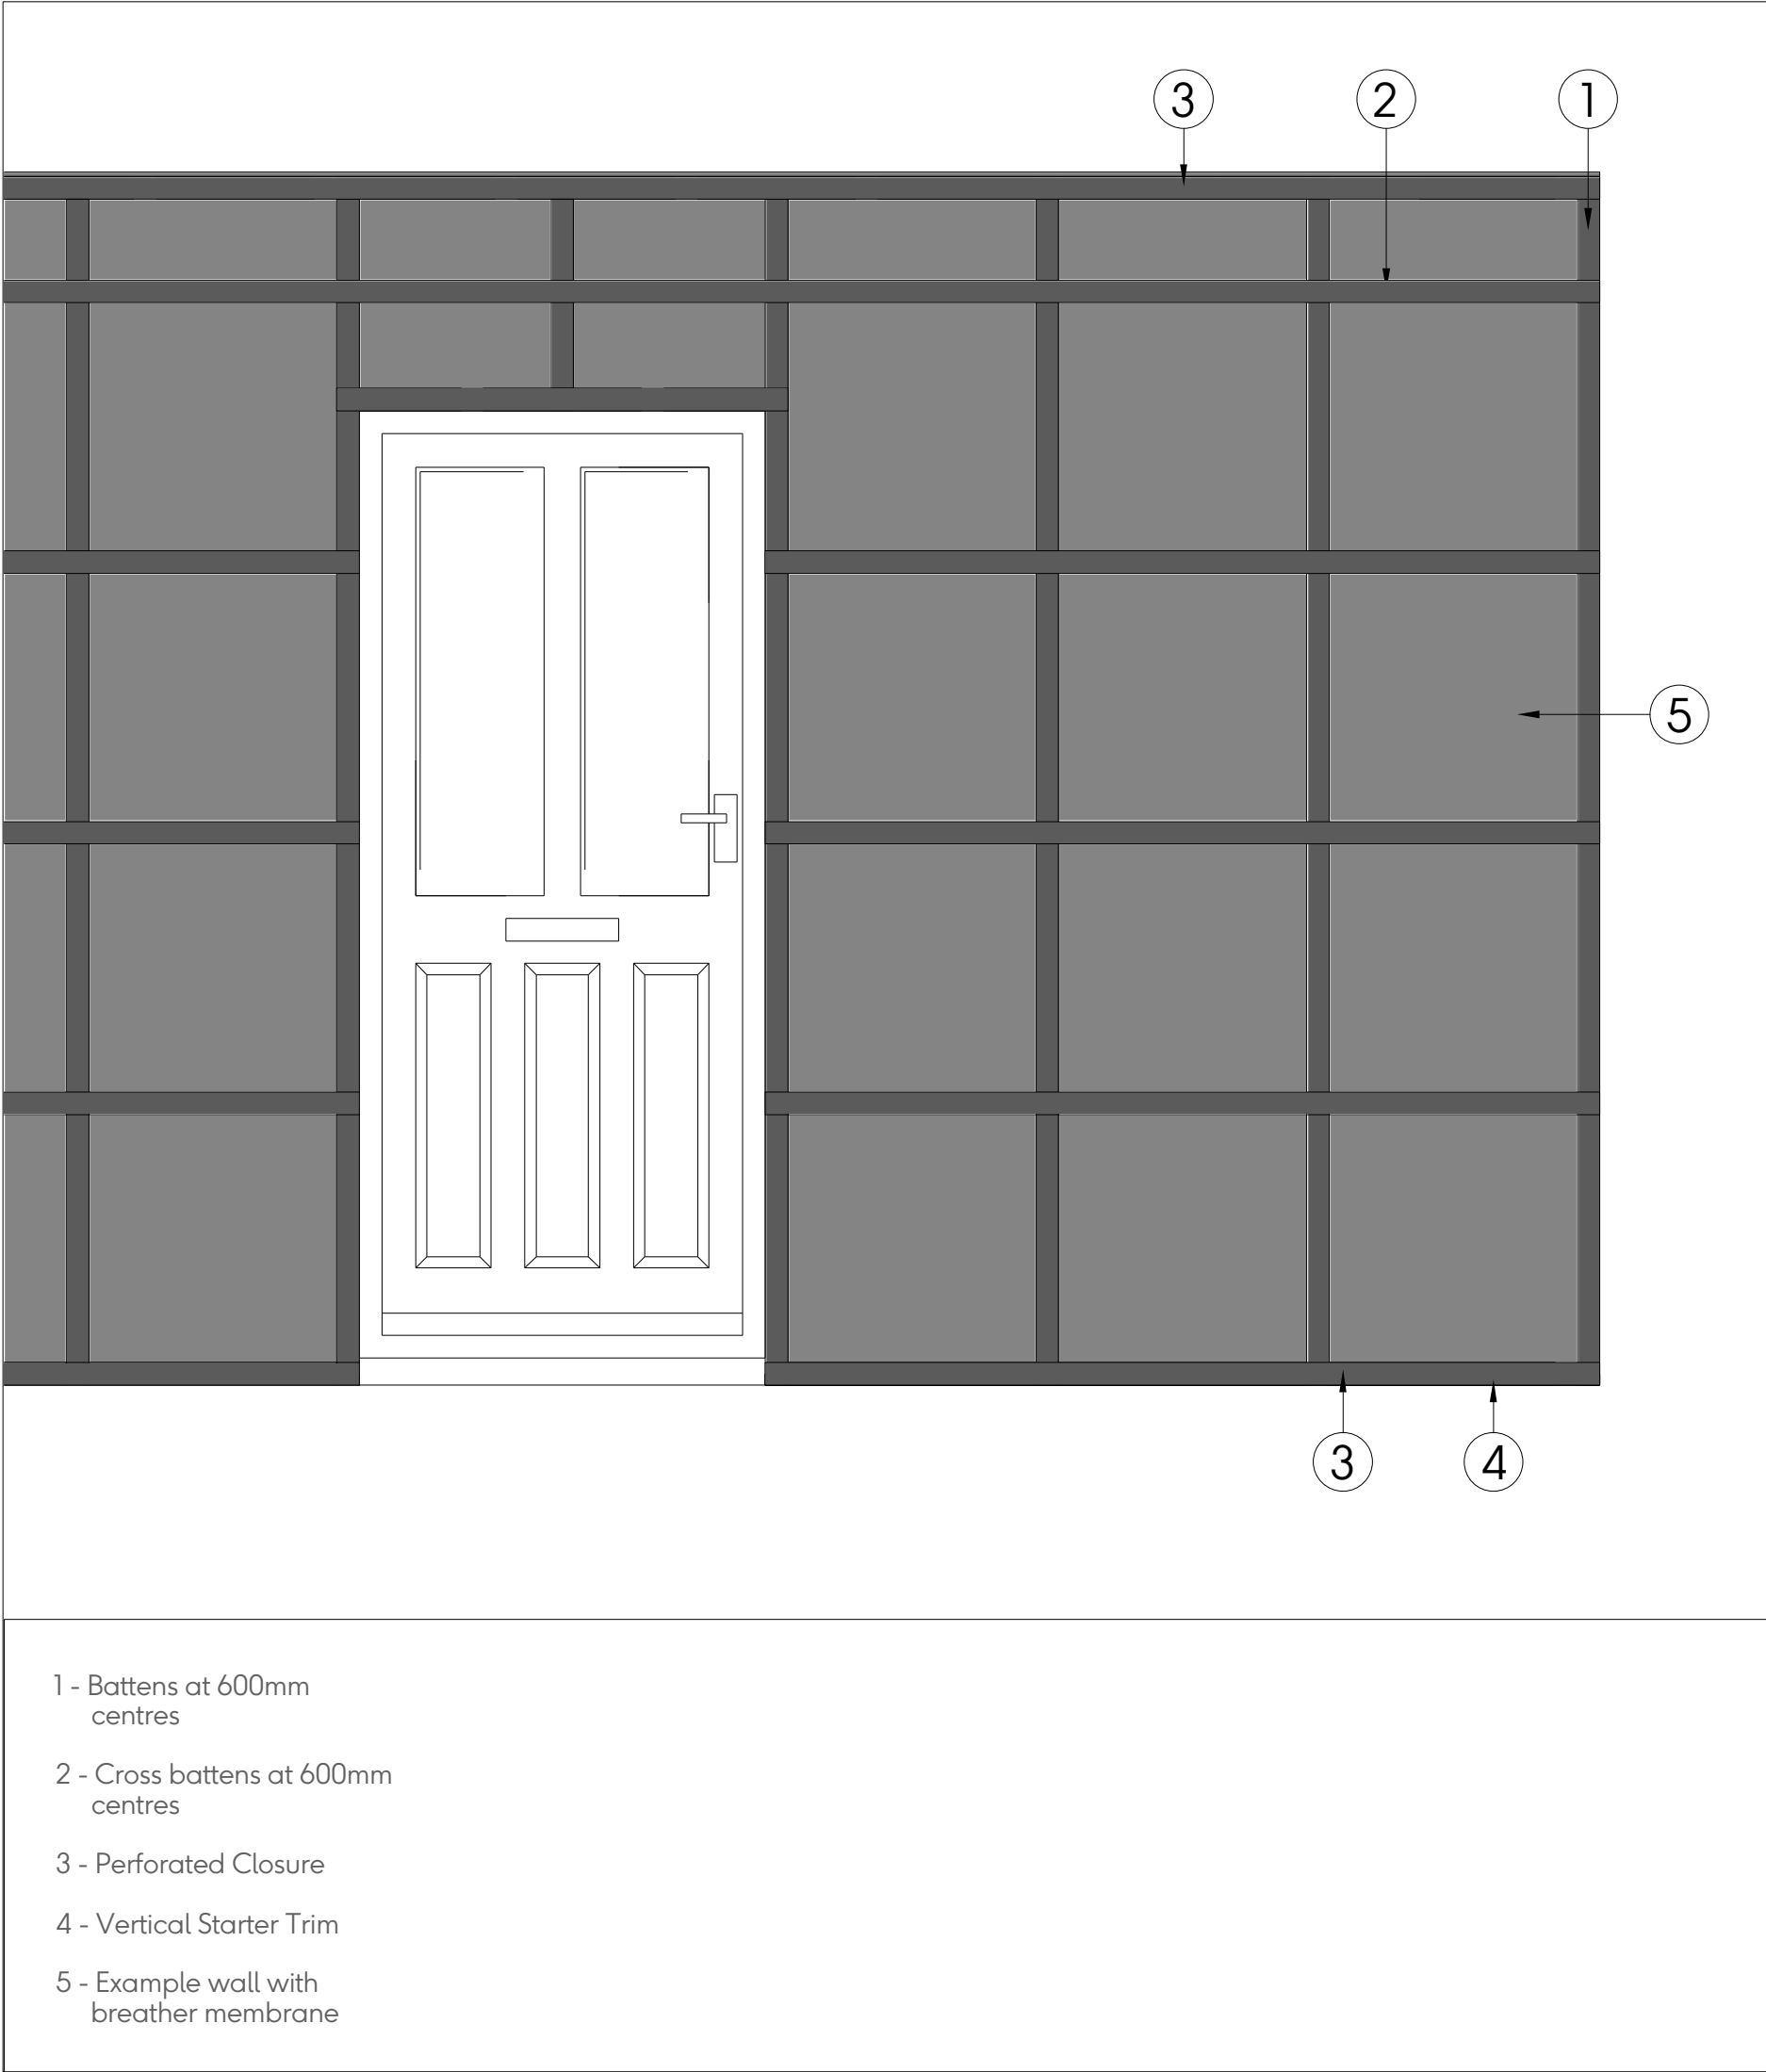 3
2
1
5
3
4
1 - Battens at 600mm
centres
2 - Cross battens at 600mm
centres
3 - Perforated Closure
4 - Vertical Starter Trim
5 - Example wall with
breather membrane